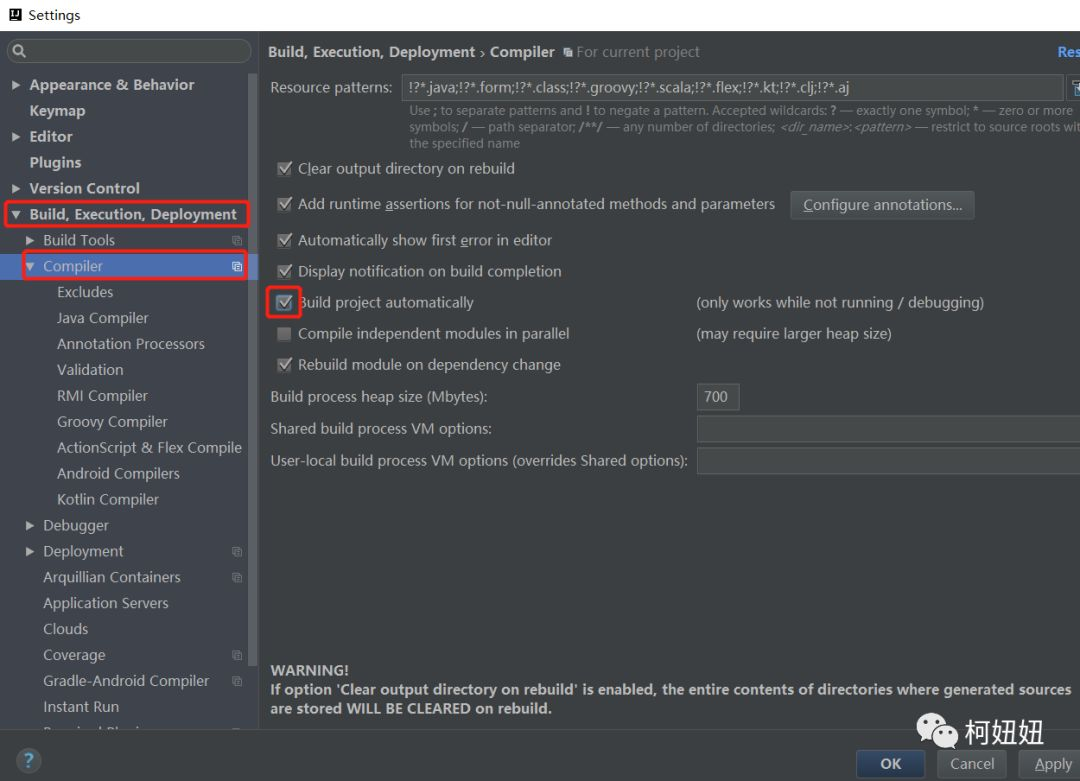 Settings
Appearance & Behavior
Keymap
Editor
Plugins
Version Control
Build, Execution, Deployment
Build Tools
Compiler
Excludes
Java Compiler
Annotation Processors
Validation
RMI Compiler
Groovy Compiler
ActionScript & Flex Compile
Android Compilers
Kotlin Compiler
Debugger
Deployment
Arquillian Containers
Application Servers
Clouds
Coverage
Gradle-Android Compiler
Instant Run
Build, Execution, Deployment › Compiler For current project
Res
Resource patterns: !?*.java;!?*.form;!?*.class;!?*.groovy;!?*.scala;!?*.flex;!?*.kt;!?*.clj;!?*.aj
Use ; to separate patterns and ! to negate a pattern. Accepted wildcards: ? — exactly one symbol; * — zero or more
symbols; / — path separator; /**/ — any number of directories; <dir_name>:<pattern> — restrict to source roots wit
the specified name
Clear output directory on rebuild
Add runtime assertions for not-null-annotated methods and parameters Configure annotations...
Automatically show first error in editor
Display notification on build completion
Build project automatically (only works while not running / debugging)
Compile independent modules in parallel (may require larger heap size)
Rebuild module on dependency change
Build process heap size (Mbytes): 700
Shared build process VM options:
User-local build process VM options (overrides Shared options):
WARNING!
If option 'Clear output directory on rebuild' is enabled, the entire contents of directories where generated sources
are stored WILL BE CLEARED on rebuild.
柯妞妞
? OK Cancel Apply